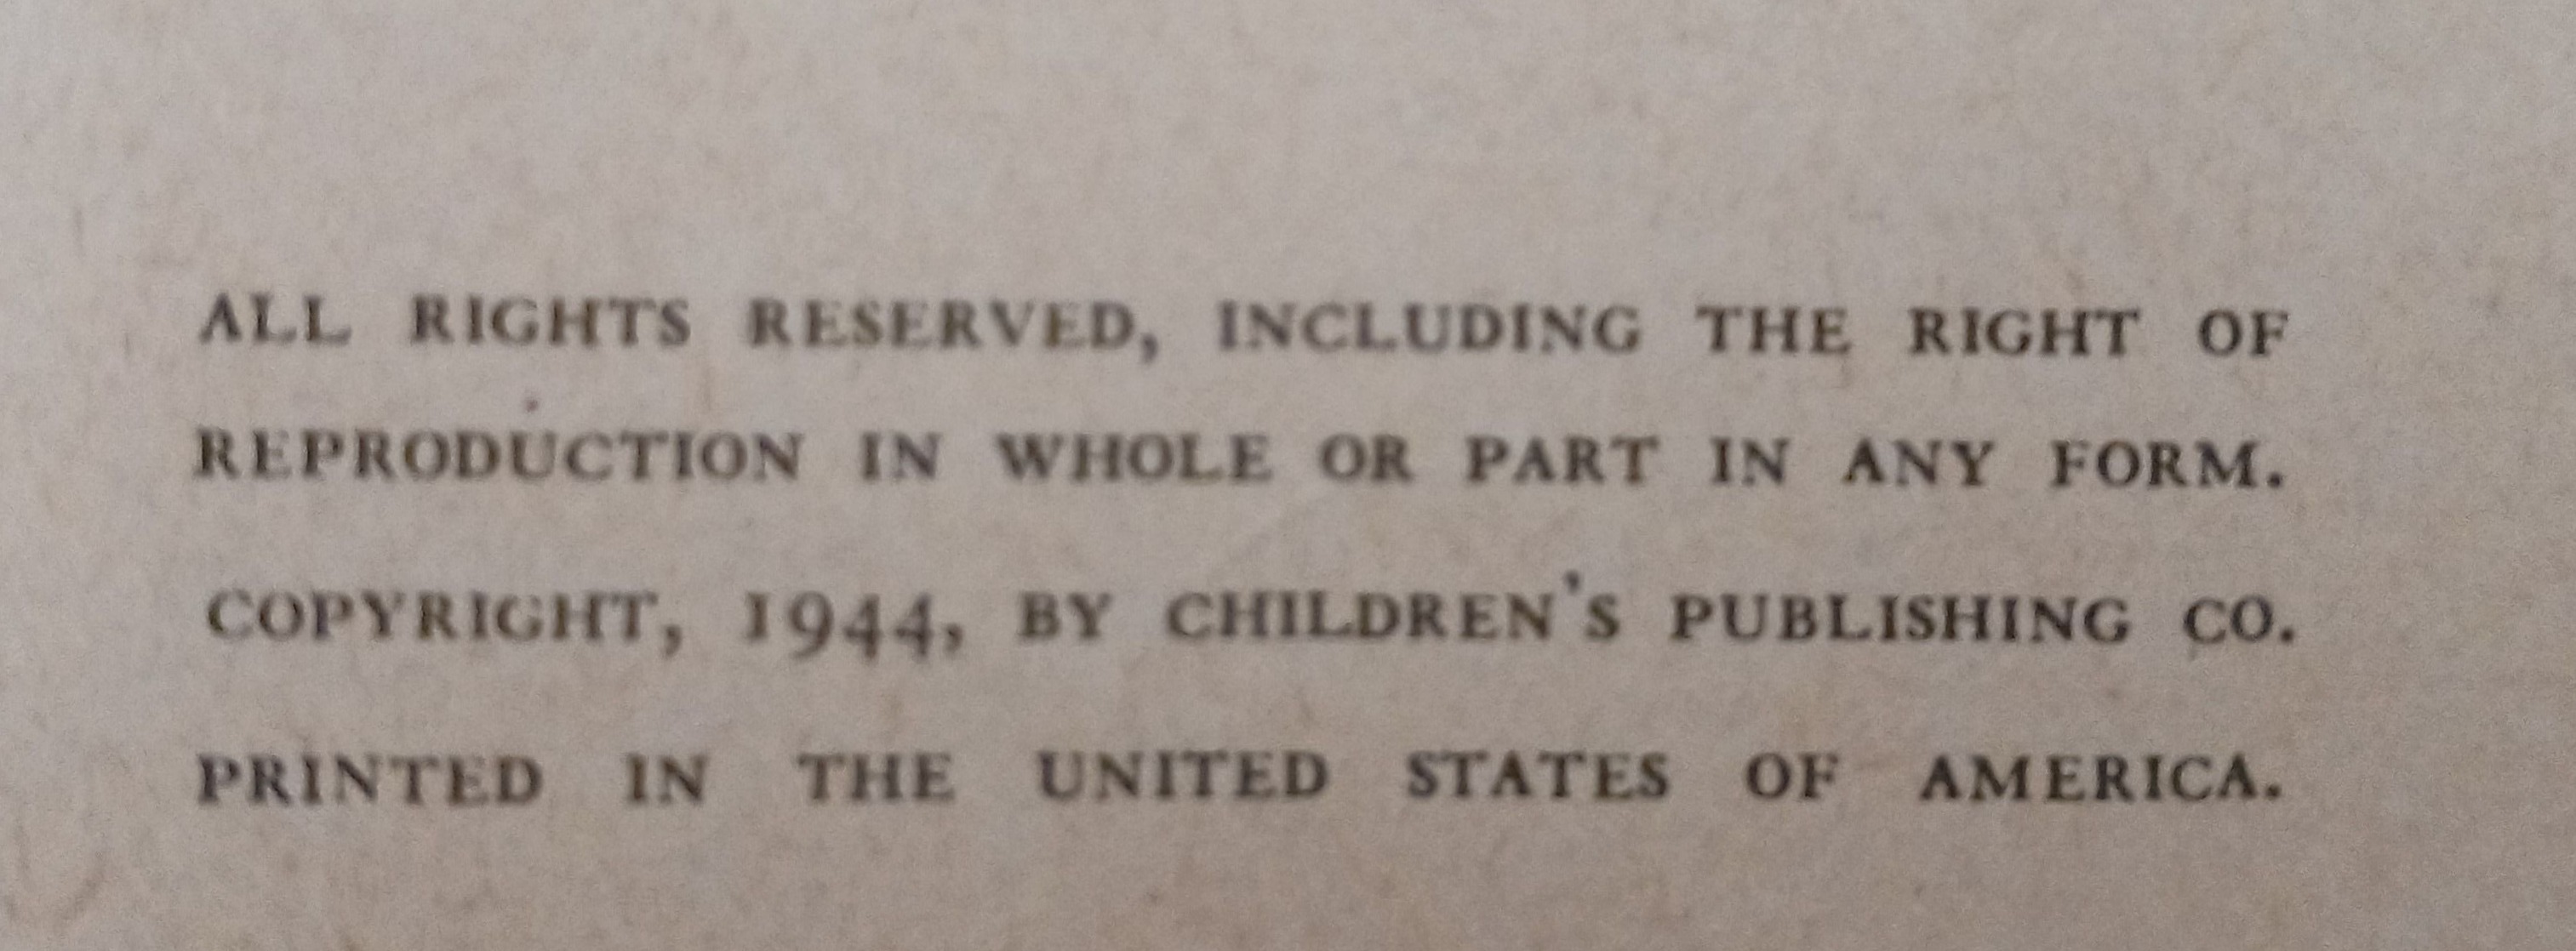 ALL RIGHTS RESERVED, INCLUDING THE RIGHT OF
REPRODUCTION IN WHOLE OR PART IN ANY FORM.
COPYRIGHT, 1944, BY CHILDREN'S PUBLISHING CO.
PRINTED IN THE UNITED STATES OF AMERICA.